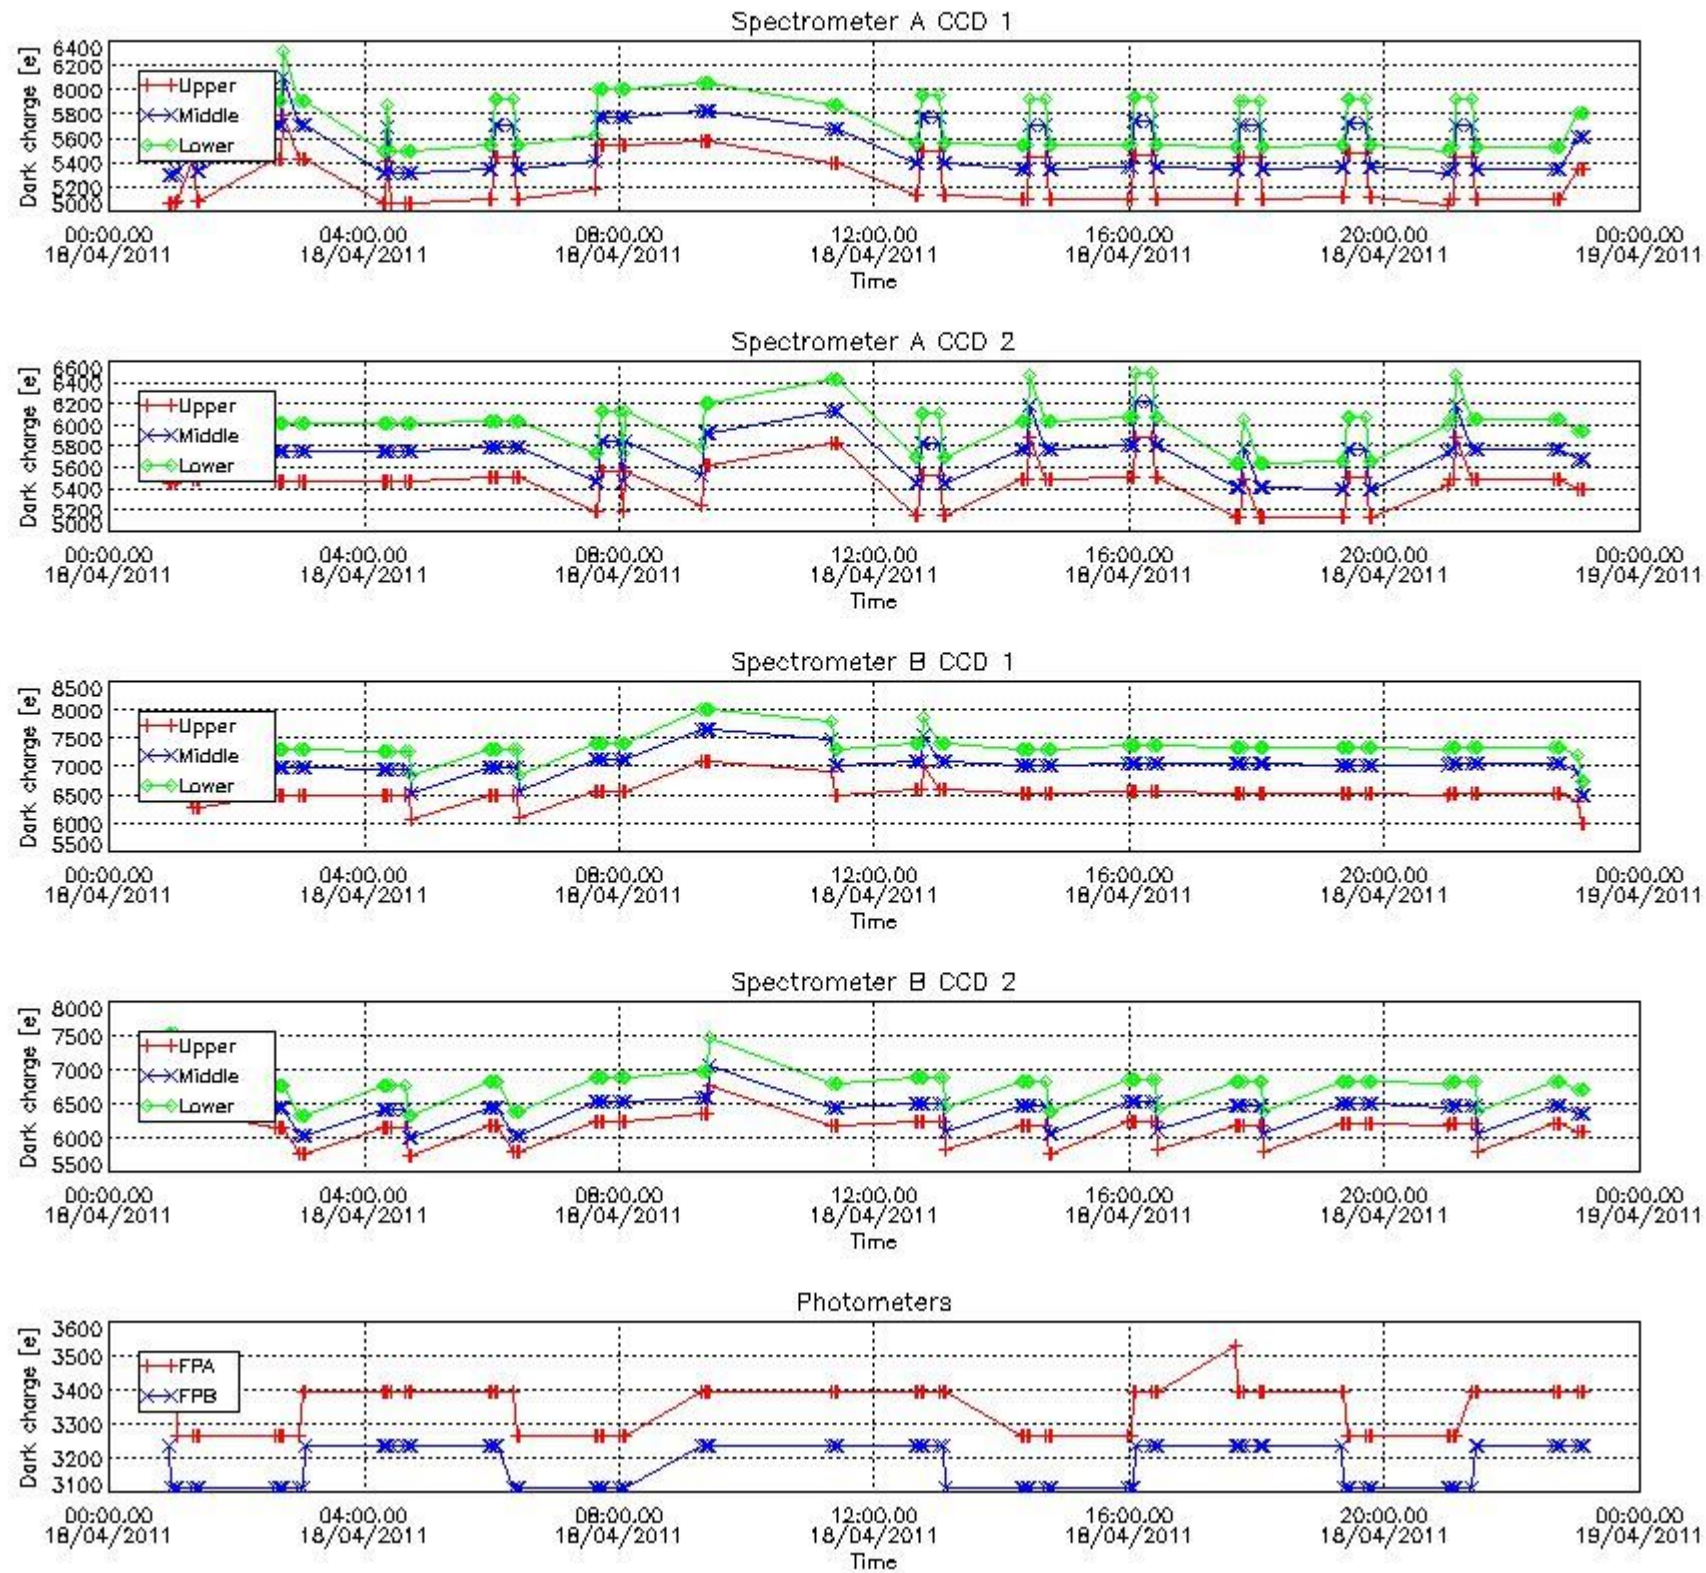 Spectrometer A CCD 1
Dark charge [e]
6400
6200
6000
5800
5600
5400
5200
5000
Upper
Middle
Lower
00:00.00 04:00.00 08:00.00 12:00.00 16:00.00 20:00.00 00:00.00
18/04/2011 18/04/2011 18/04/2011 18/04/2011 18/04/2011 18/04/2011 19/04/2011
Time
Spectrometer A CCD 2
Dark charge [e]
6600
6400
6200
6000
5800
5600
5400
5200
5000
Upper
Middle
Lower
00:00.00 04:00.00 08:00.00 12:00.00 16:00.00 20:00.00 00:00.00
18/04/2011 18/04/2011 18/04/2011 18/04/2011 18/04/2011 18/04/2011 19/04/2011
Time
Spectrometer B CCD 1
Dark charge [e]
8500
8000
7500
7000
6500
6000
5500
Upper
Middle
Lower
00:00.00 04:00.00 08:00.00 12:00.00 16:00.00 20:00.00 00:00.00
18/04/2011 18/04/2011 18/04/2011 18/04/2011 18/04/2011 18/04/2011 19/04/2011
Time
Spectrometer B CCD 2
Dark charge [e]
8000
7500
7000
6500
6000
5500
Upper
Middle
Lower
00:00.00 04:00.00 08:00.00 12:00.00 16:00.00 20:00.00 00:00.00
18/04/2011 18/04/2011 18/04/2011 18/04/2011 18/04/2011 18/04/2011 19/04/2011
Time
Photometers
Dark charge [e]
3600
3500
3400
3300
3200
3100
FPA
FPB
00:00.00 04:00.00 08:00.00 12:00.00 16:00.00 20:00.00 00:00.00
18/04/2011 18/04/2011 18/04/2011 18/04/2011 18/04/2011 18/04/2011 19/04/2011
Time